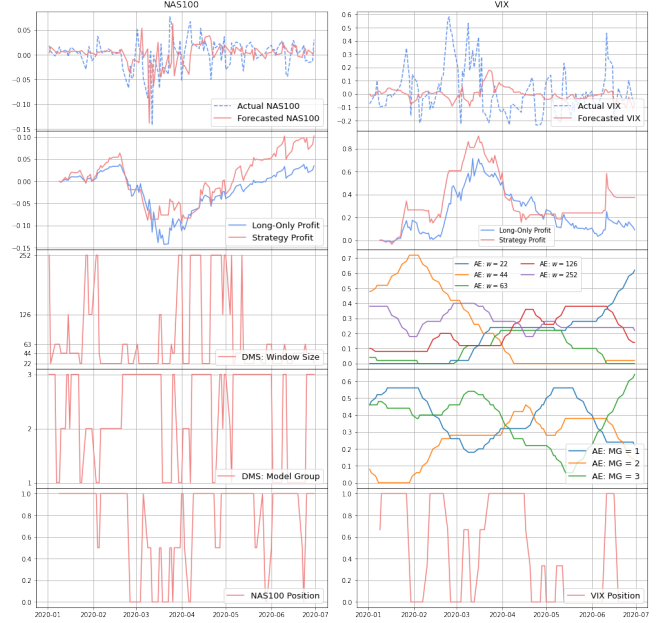 NAS100
0.05
0.00
−0.05
−0.10
−0.15
Actual NAS100
Forecasted NAS100
0.10
0.05
0.00
−0.05
−0.10
−0.15
Long-Only Profit
Strategy Profit
252
126
63
44
22
DMS: Window Size
3
2
1
DMS: Model Group
1.0
0.8
0.6
0.4
0.2
0.0
NAS100 Position
2020-01 2020-02 2020-03 2020-04 2020-05 2020-06 2020-07
VIX
0.6
0.5
0.4
0.3
0.2
0.1
0.0
−0.1
−0.2
Actual VIX
Forecasted VIX
0.8
0.6
0.4
0.2
0.0
Long-Only Profit
Strategy Profit
0.7
0.6
0.5
0.4
0.3
0.2
0.1
0.0
AE: w = 22
AE: w = 44
AE: w = 63
AE: w = 126
AE: w = 252
0.6
0.5
0.4
0.3
0.2
0.1
0.0
AE: MG = 1
AE: MG = 2
AE: MG = 3
1.0
0.8
0.6
0.4
0.2
0.0
VIX Position
2020-01 2020-02 2020-03 2020-04 2020-05 2020-06 2020-07